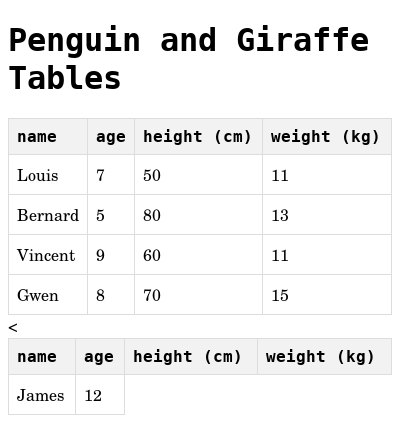 Penguin and Giraffe
Tables
name age height (cm) weight (kg)
Louis 7 50 11
Bernard 5 80 13
Vincent 9 60 11
Gwen 8 70 15
<
name age height (cm) weight (kg)
James 12